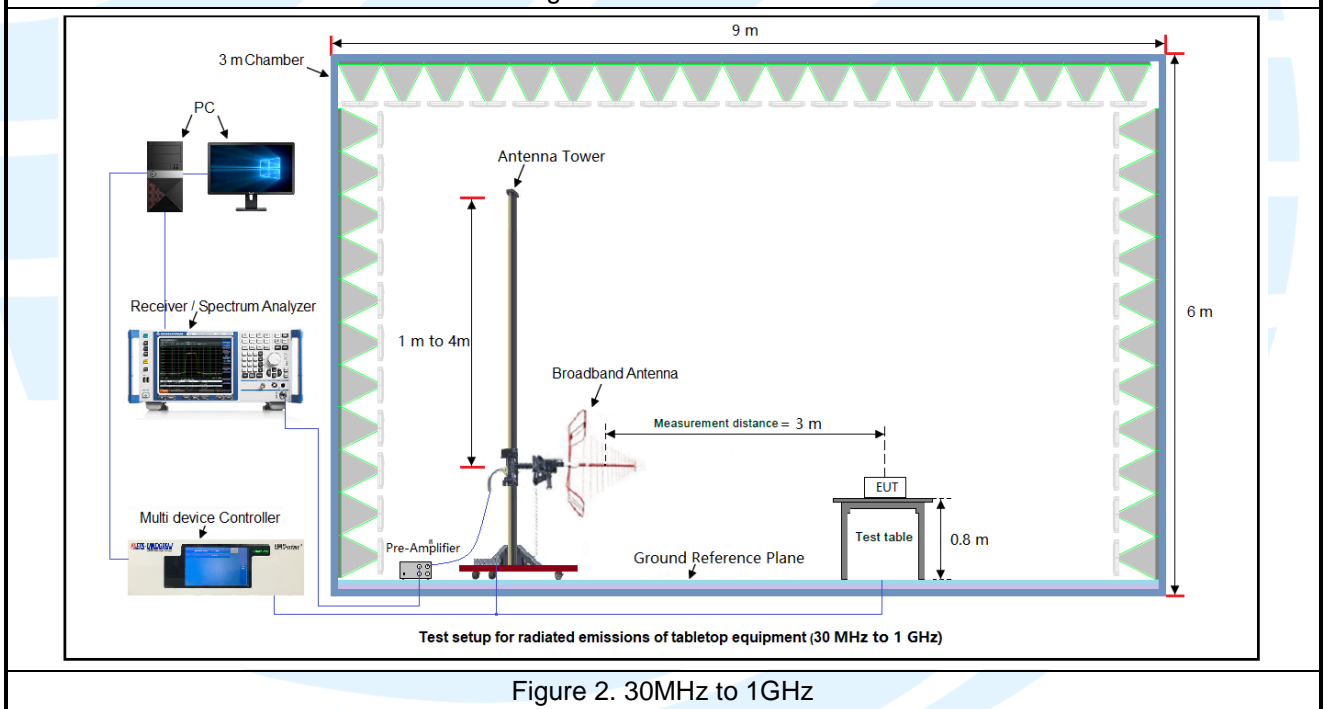 9 m
3 m Chamber
PC
Antenna Tower
Receiver / Spectrum Analyzer
1 m to 4m
6 m
Broadband Antenna
Measurement distance = 3 m
EUT
Multi device Controller
Pre-Amplifier
Test table
0.8 m
Ground Reference Plane
Test setup for radiated emissions of tabletop equipment (30 MHz to 1 GHz)
Figure 2. 30MHz to 1GHz